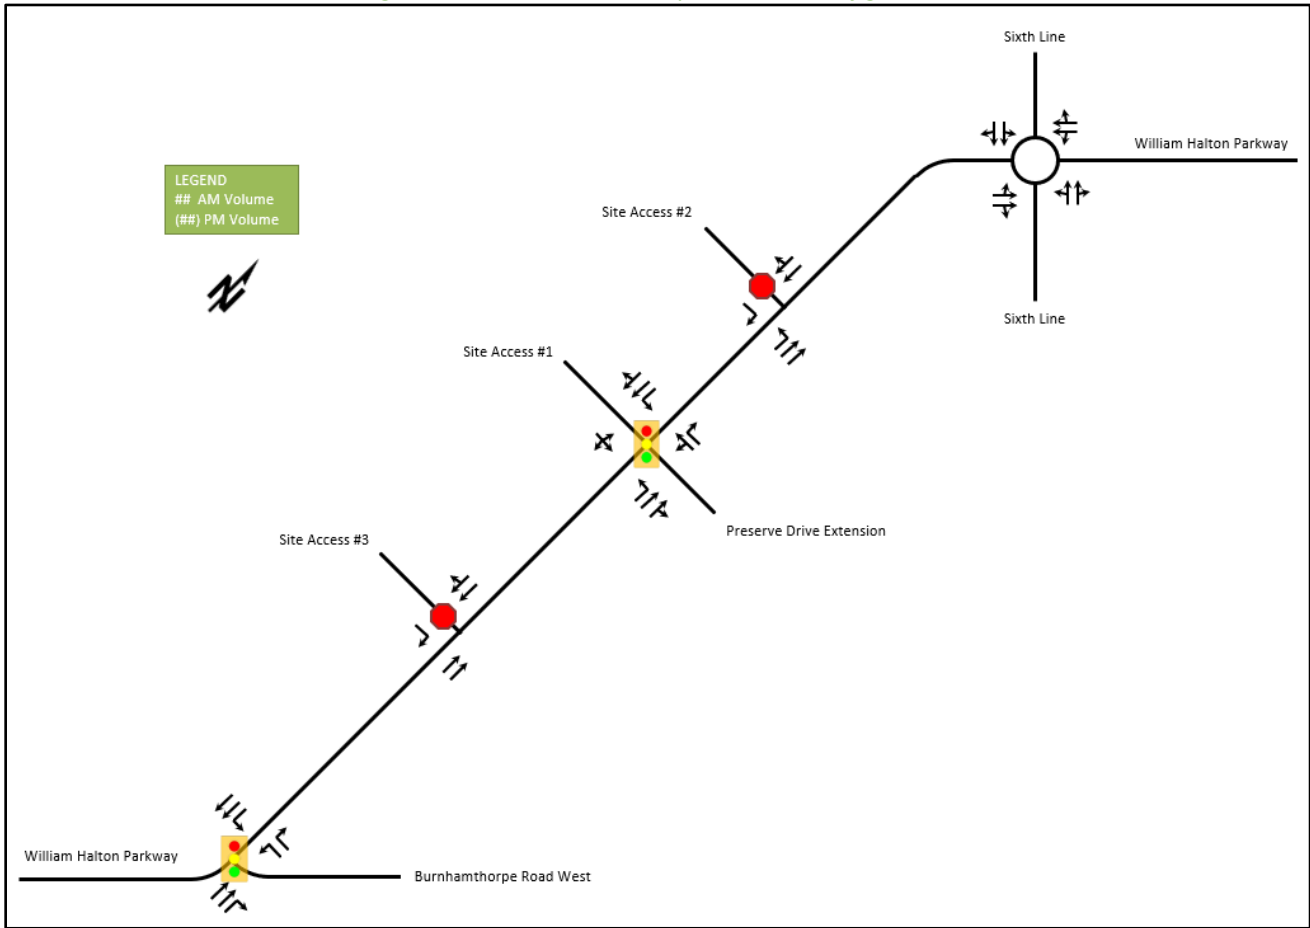 Sixth Line
William Halton Parkway
LEGEND
## AM Volume
(##) PM Volume
Site Access #2
N
Sixth Line
Site Access #1
Preserve Drive Extension
Site Access #3
William Halton Parkway
Burnhamthorpe Road West